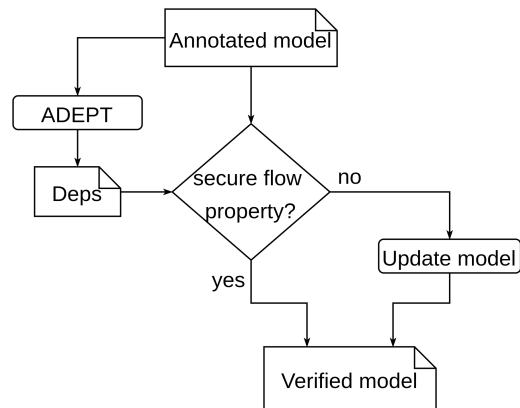 Annotated model
ADEPT
Deps
secure flow
property?
no
Update model
yes
Verified model